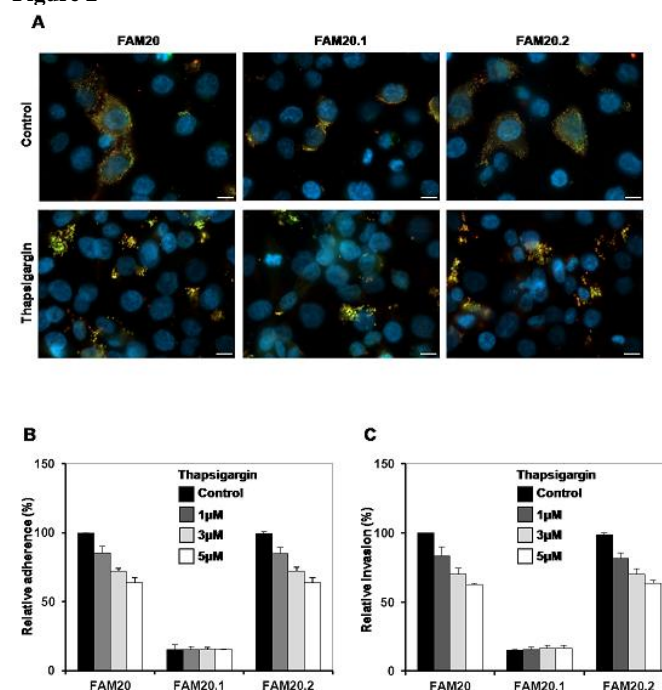 A
FAM20 FAM20.1 FAM20.2
Control
Thapsigargin
B
150
100
50
0
Relative adherence (%)
Thapsigargin
Control
1µM
3µM
5µM
FAM20 FAM20.1 FAM20.2
C
150
100
50
0
Relative invasion (%)
Thapsigargin
Control
1µM
3µM
5µM
FAM20 FAM20.1 FAM20.2